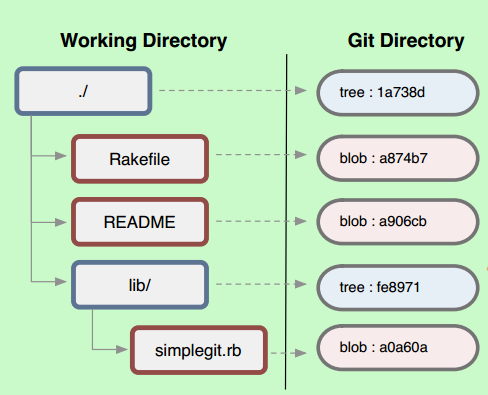 Working Directory
Git Directory
./
tree : 1a738d
Rakefile
blob : a874b7
README
blob : a906cb
lib/
tree : fe8971
simplegit.rb
blob : a0a60a